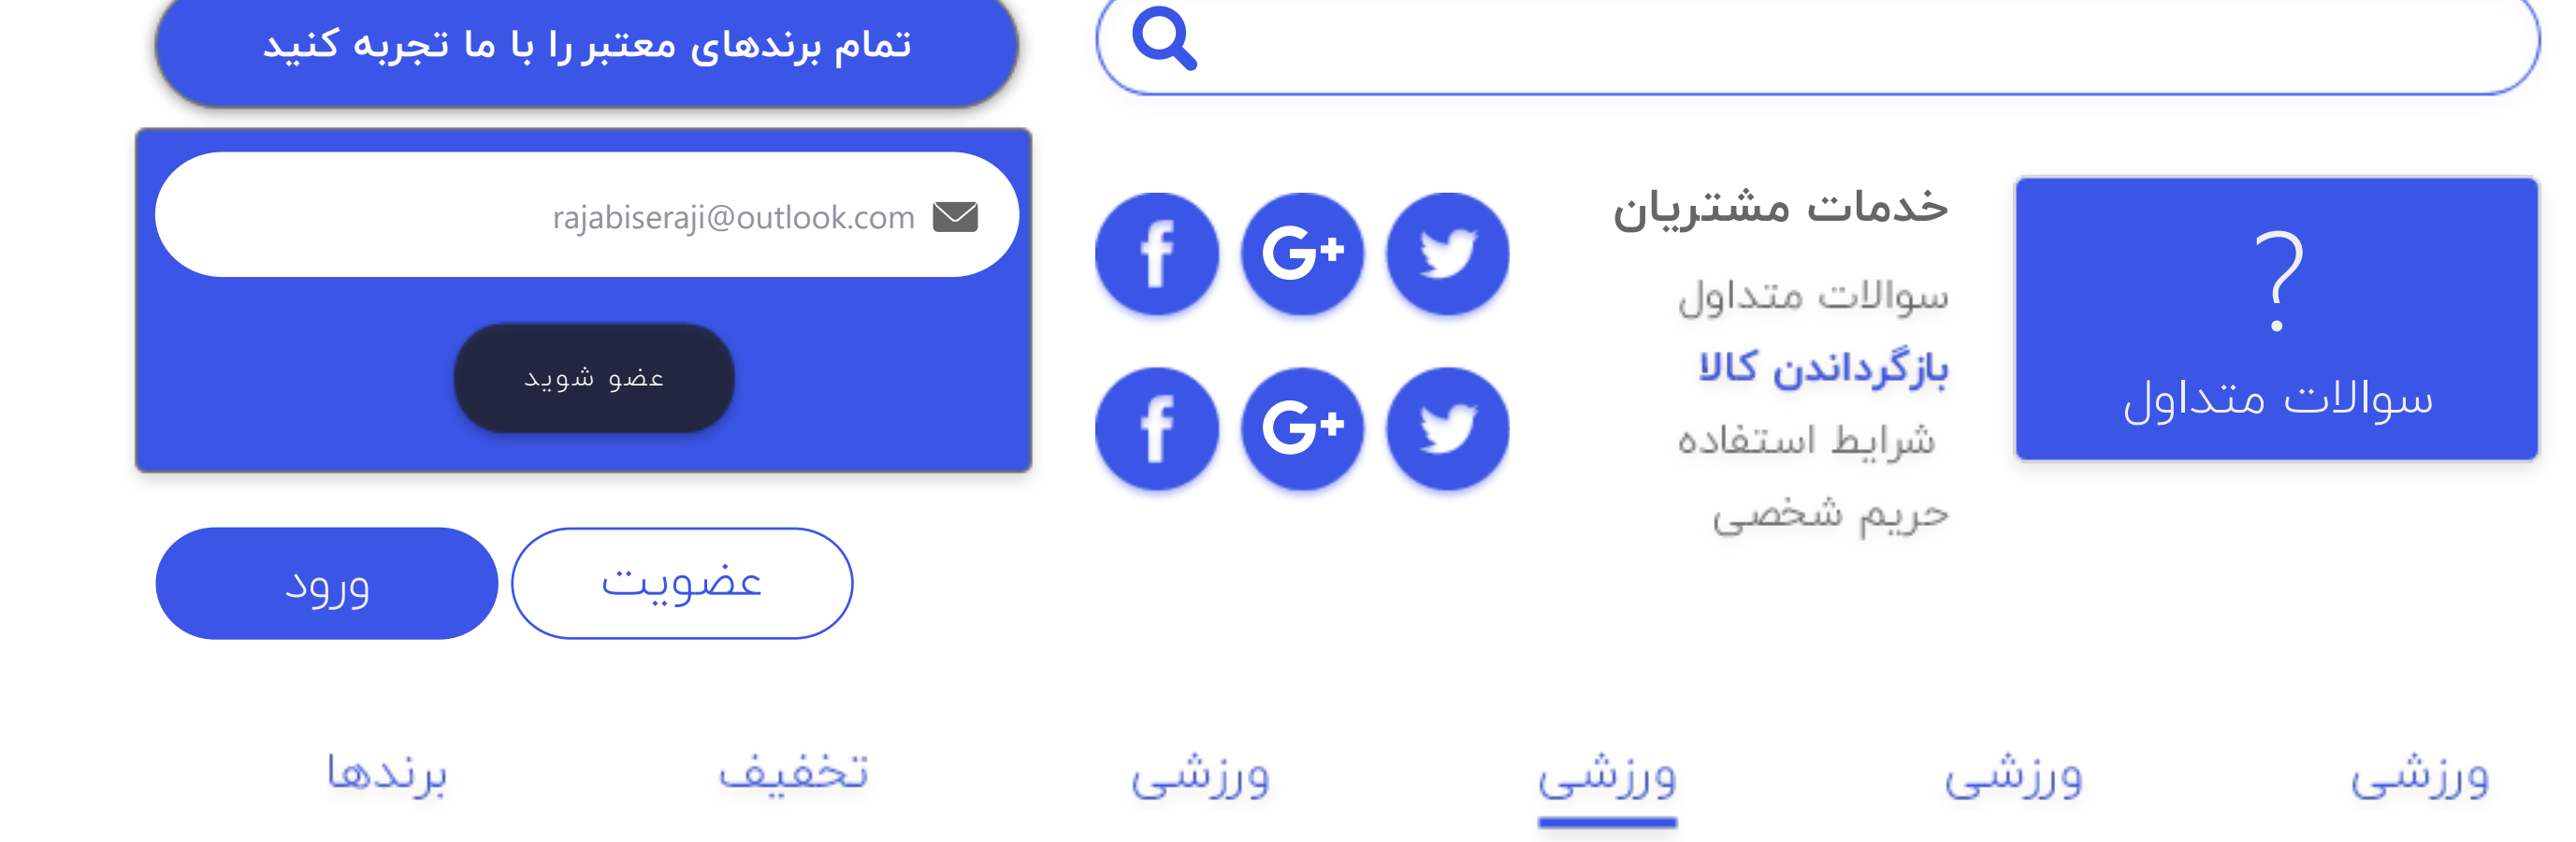 تمام برندهای معتبر را با ما تجربه کنید
rajabiseraji@outlook.com
عضو شوید
خدمات مشتریان
سوالات متداول
بازگرداندن کالا
شرایط استفاده
حریم شخصی
?
سوالات متداول
f G+
f G+
عضویت
ورود
ورزشی ورزشی ورزشی ورزشی تخفیف برندها